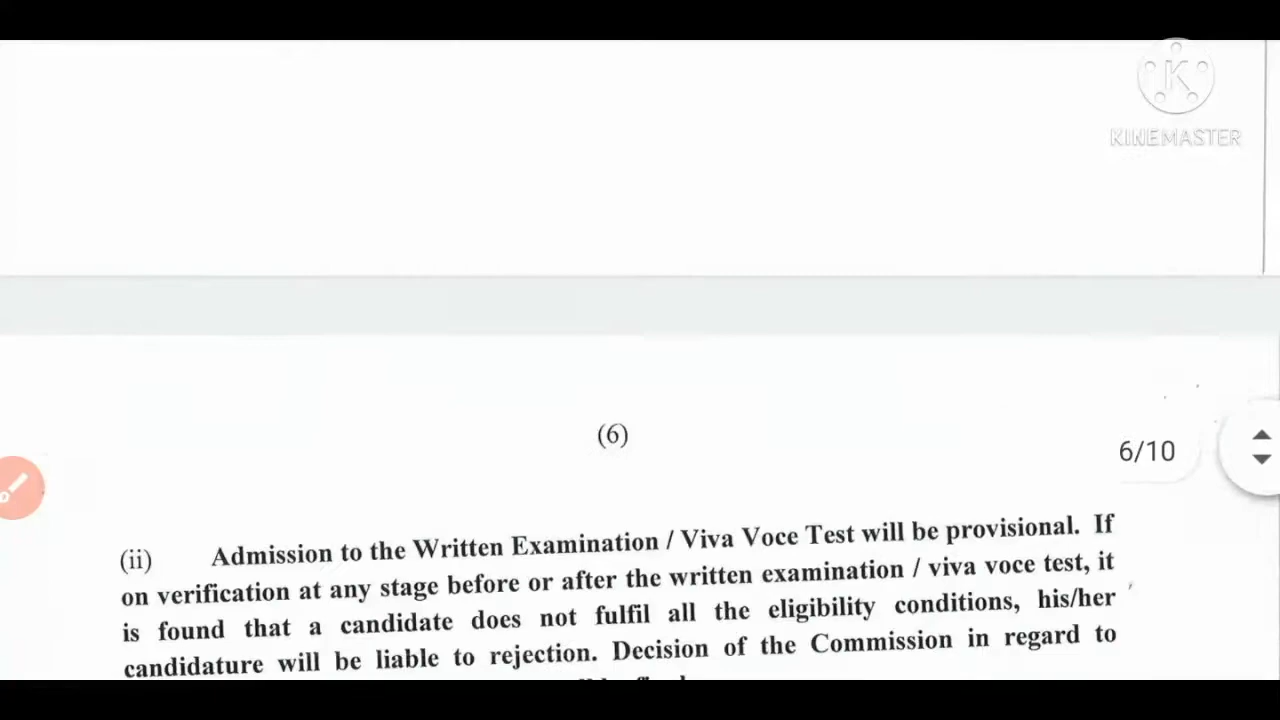 KINEMASTER
(6)
6/10
(ii) Admission to the Written Examination / Viva Voce Test will be provisional. If
on verification at any stage before or after the written examination / viva voce test, it
is found that a candidate does not fulfil all the eligibility conditions, his/her
candidature will be liable to rejection. Decision of the Commission in regard to